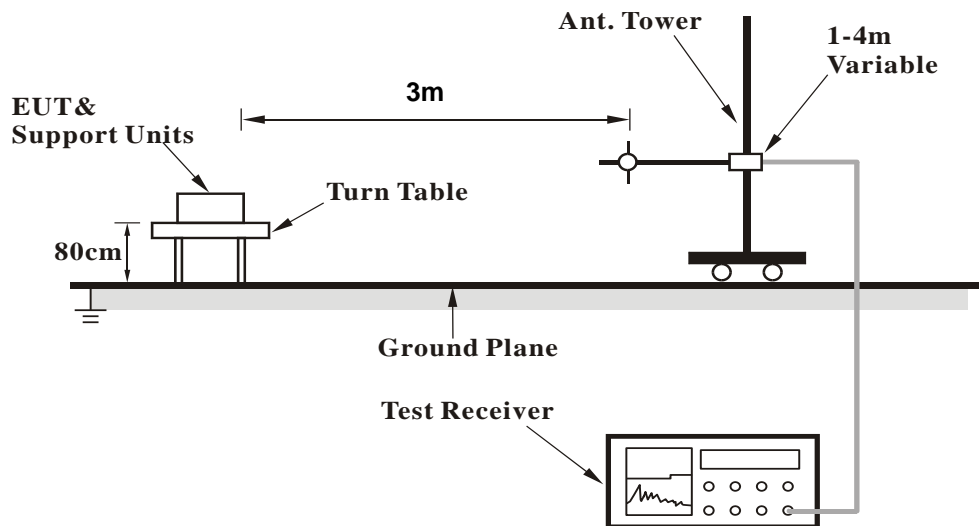 Ant. Tower
1-4m
Variable
3m
EUT&
Support Units
Turn Table
80cm
Ground Plane
Test Receiver